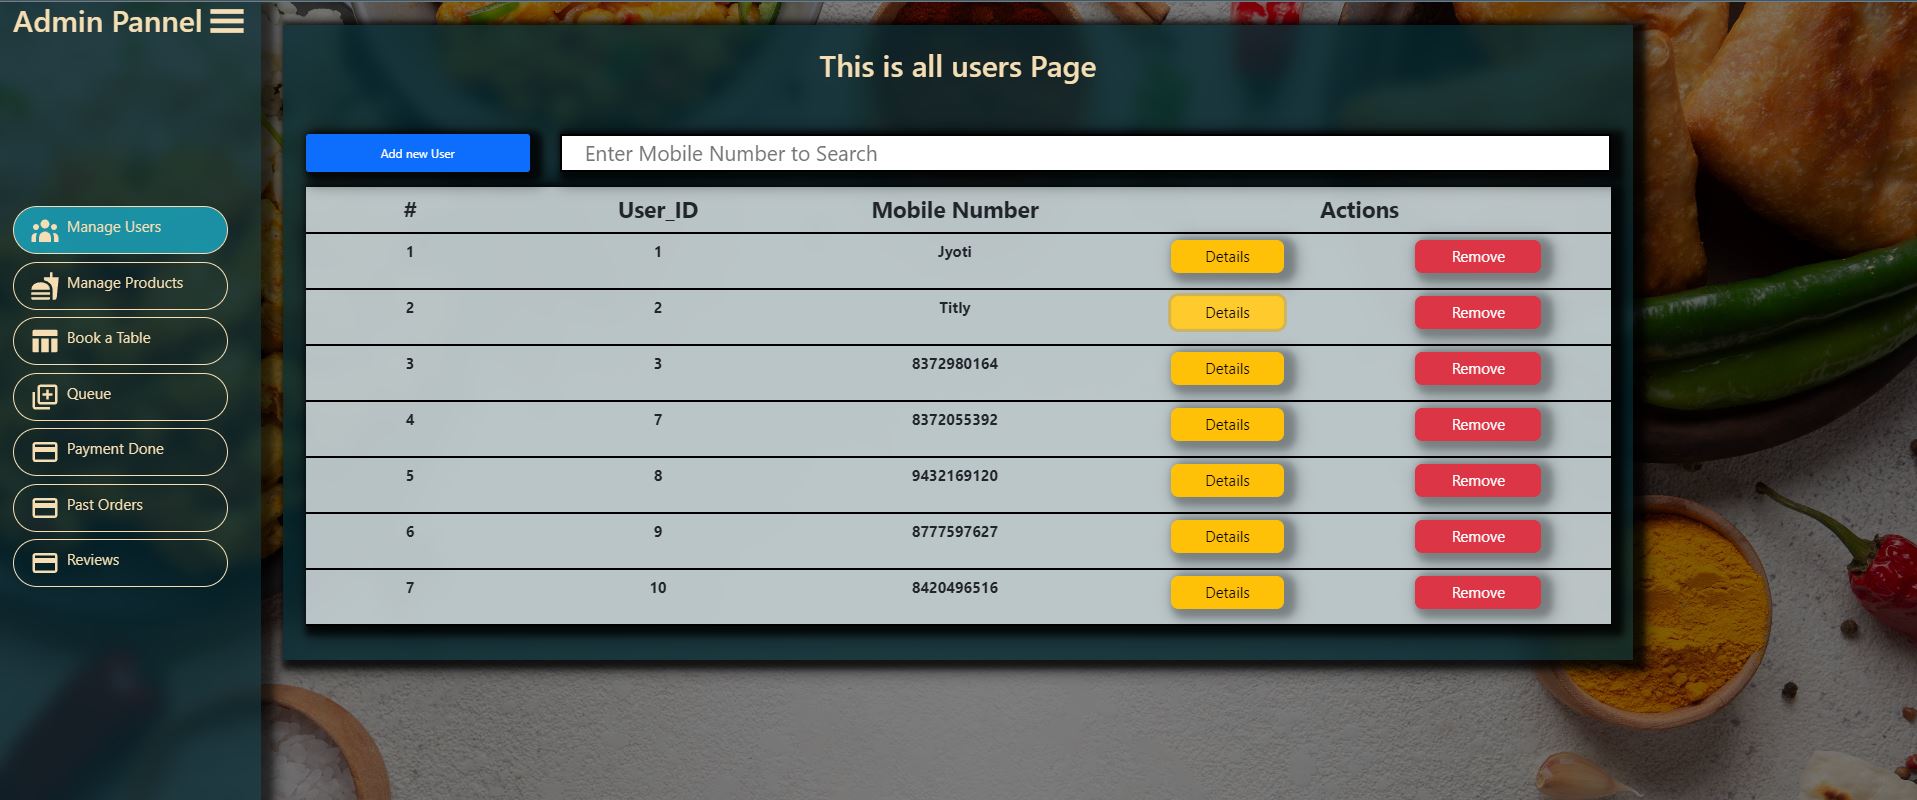 Admin Pannel
Manage Users
Manage Products
Book a Table
Queue
Payment Done
Past Orders
Reviews
This is all users Page
Add new User
Enter Mobile Number to Search
# User_ID Mobile Number Actions
1 1 Jyoti Details Remove
2 2 Titly Details Remove
3 3 8372980164 Details Remove
4 7 8372055392 Details Remove
5 8 9432169120 Details Remove
6 9 8777597627 Details Remove
7 10 8420496516 Details Remove